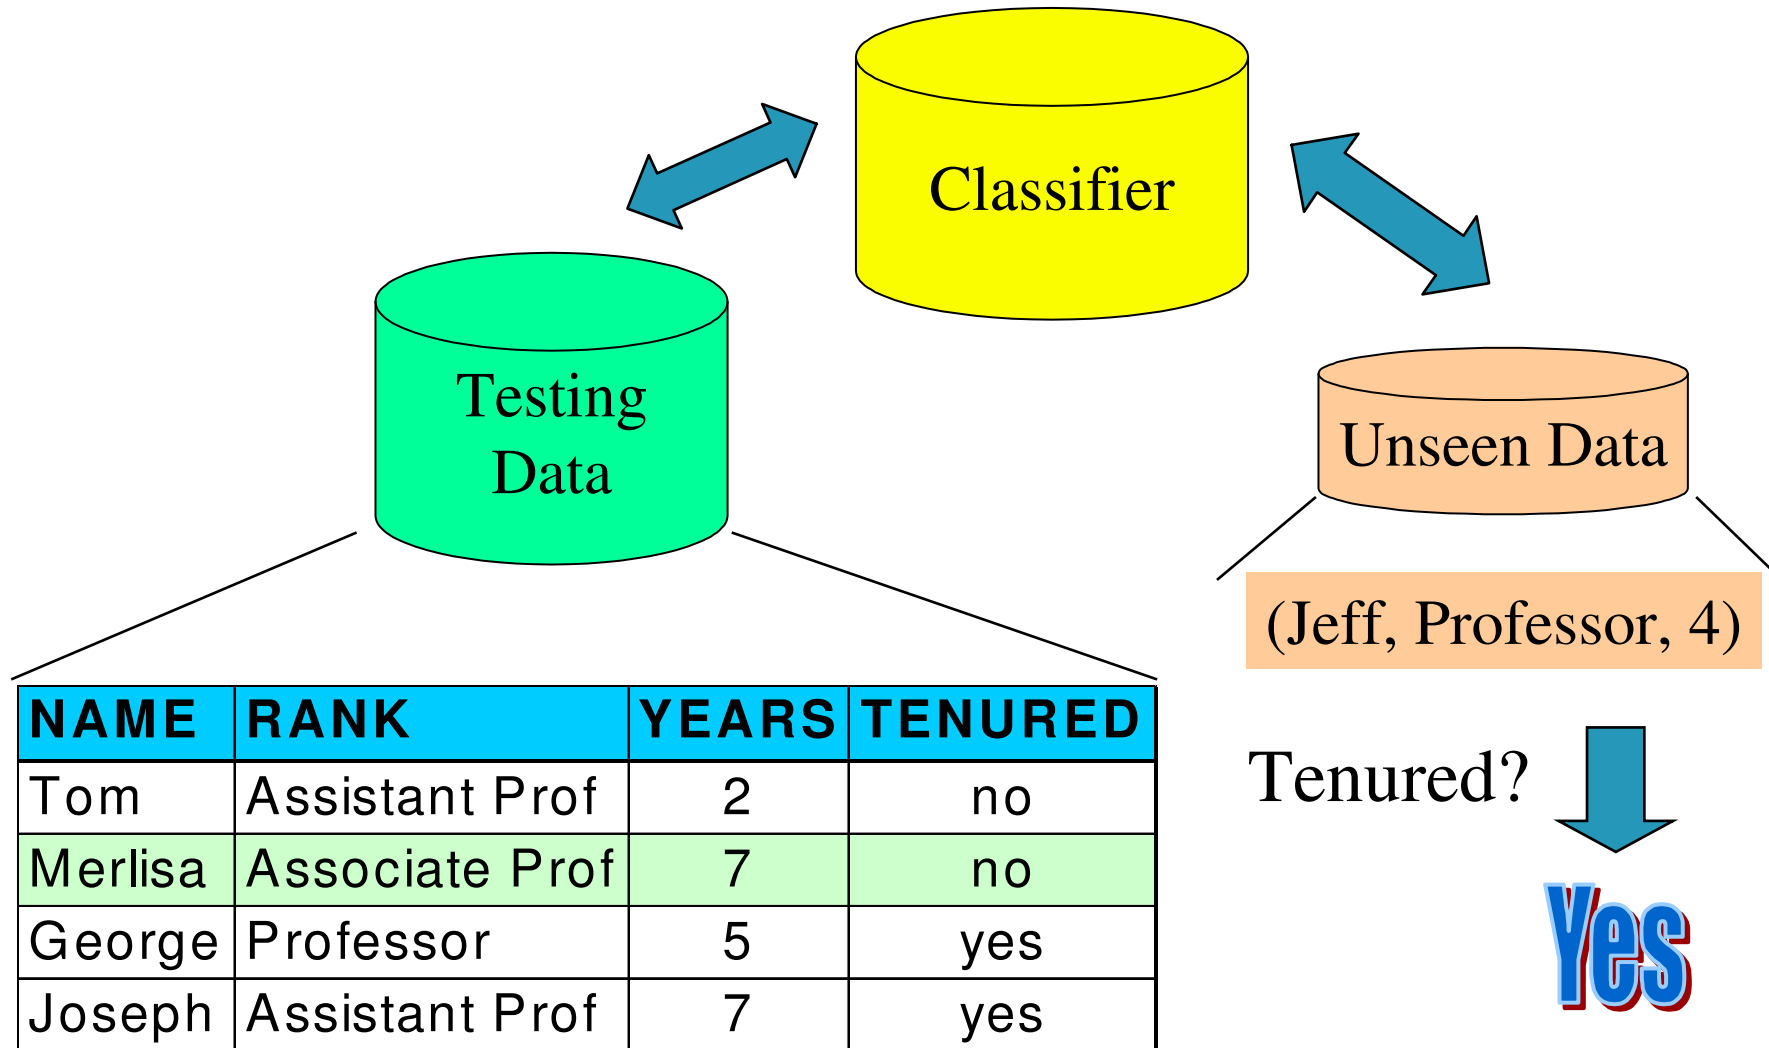 Classifier
Testing
Data
Unseen Data
(Jeff, Professor, 4)
NAME RANK YEARS TENURED
Tom Assistant Prof 2 no
Merlisa Associate Prof 7 no
George Professor 5 yes
Joseph Assistant Prof 7 yes
Tenured?
Yes